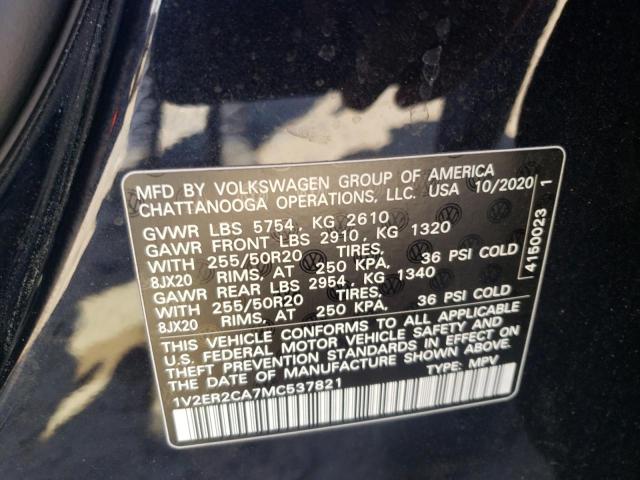 MFD BY VOLKSWAGEN GROUP OF AMERICA
CHATTANOOGA OPERATIONS, LLC. USA 10/2020
GVWR LBS 5754, KG 2610
GAWR FRONT LBS 2910, KG 1320
WITH 255/50R20 TIRES,
8JX20 RIMS, AT 250 KPA, 36 PSI COLD
GAWR REAR LBS 2954, KG 1340
WITH 255/50R20 TIRES,
8JX20 RIMS, AT 250 KPA, 36 PSI COLD
THIS VEHICLE CONFORMS TO ALL APPLICABLE
U.S. FEDERAL MOTOR VEHICLE SAFETY AND
THEFT PREVENTION STANDARDS IN EFFECT ON
THE DATE OF MANUFACTURE SHOWN ABOVE.
1V2ER2CA7MC537821 TYPE: MPV
4150023 1